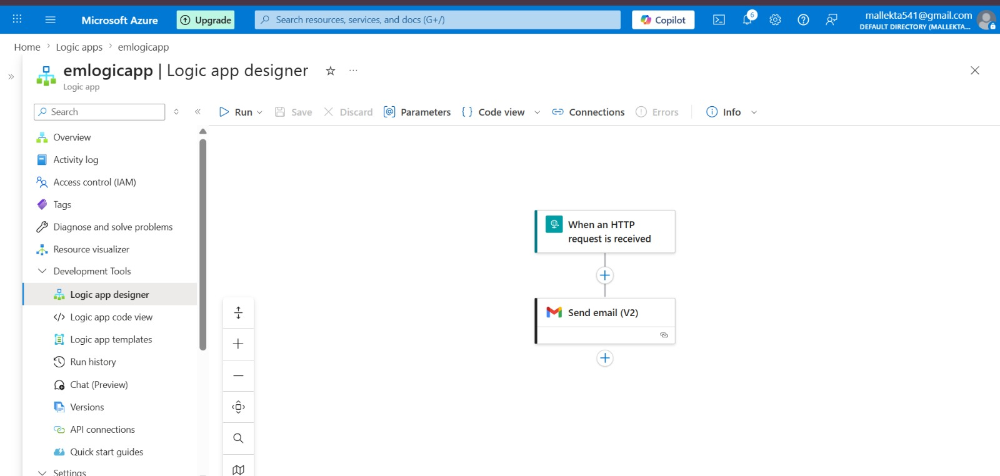 Microsoft Azure
Upgrade
Search resources, services, and docs (G+/)
Copilot
6
mallekta541@gmail.com
DEFAULT DIRECTORY (MALLEKTA...
Home > Logic apps > emlogicapp
emlogicapp | Logic app designer
Logic app
Search
Run
Save
Discard
Parameters
Code view
Connections
Errors
Info
Overview
Activity log
Access control (IAM)
Tags
Diagnose and solve problems
Resource visualizer
Development Tools
Logic app designer
Logic app code view
Logic app templates
Run history
Chat (Preview)
Versions
API connections
Quick start guides
Settings
When an HTTP
request is received
Send email (V2)